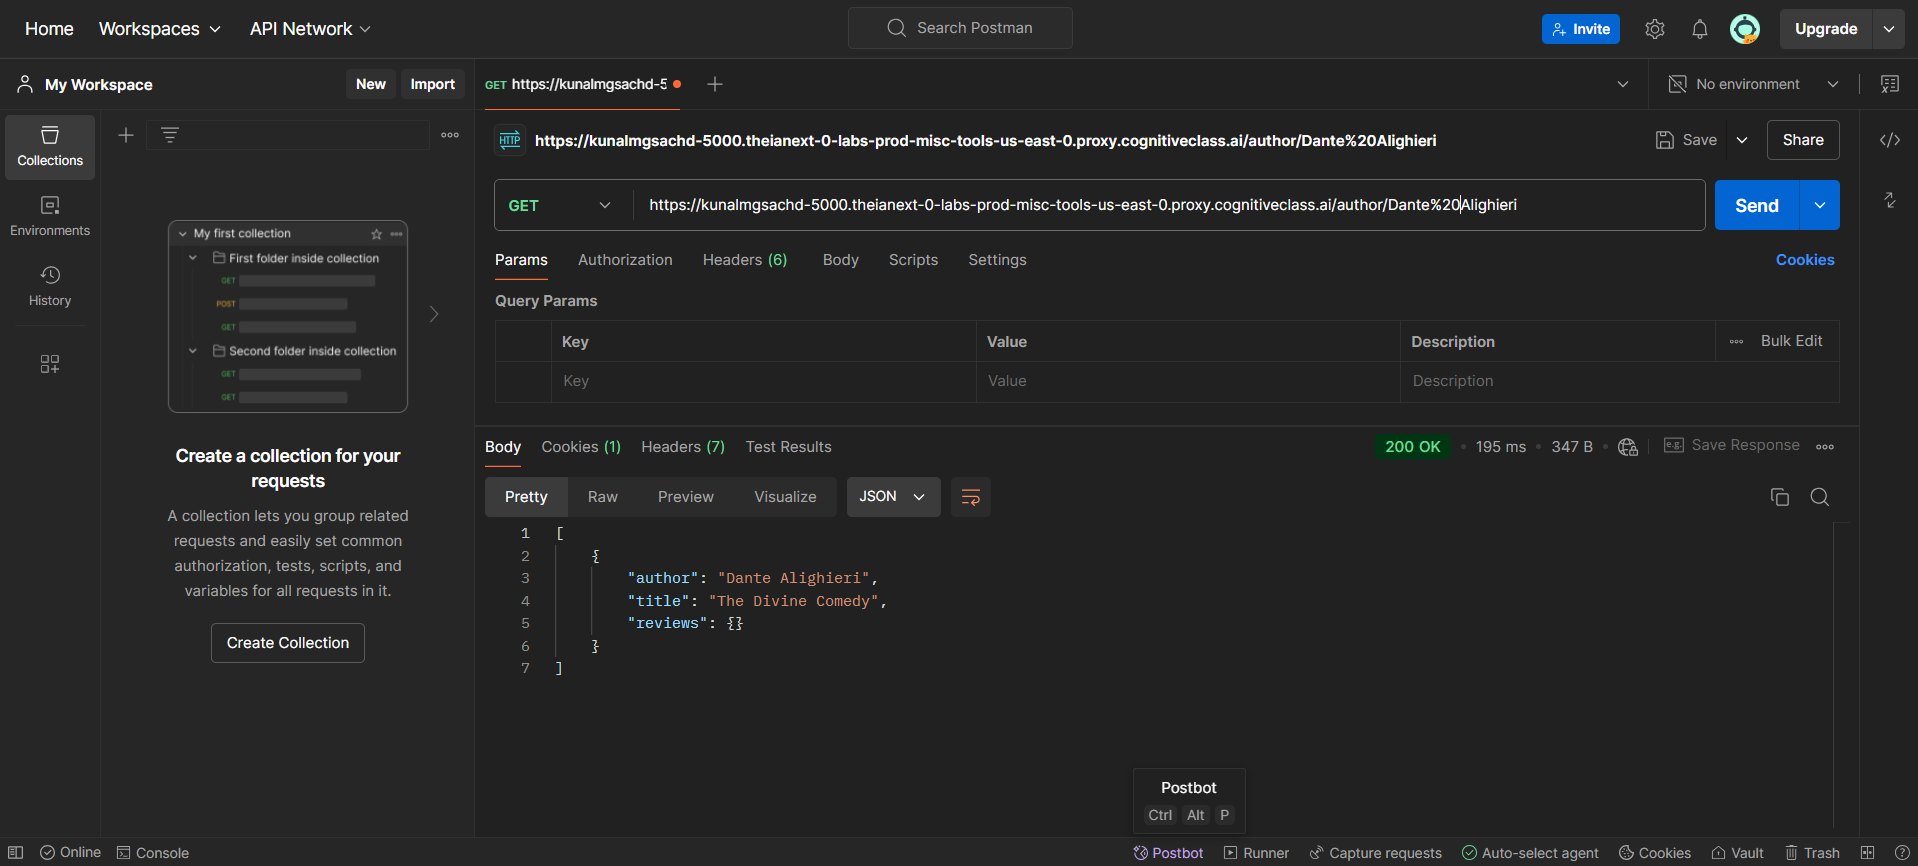 Home Workspaces API Network Search Postman Invite Upgrade
My Workspace New Import GET https://kunalmgsachd-5 No environment
Collections
Environments
History
My first collection
First folder inside collection
GET
POST
GET
Second folder inside collection
GET
GET
Create a collection for your
requests
A collection lets you group related
requests and easily set common
authorization, tests, scripts, and
variables for all requests in it.
Create Collection
HTTP https://kunalmgsachd-5000.theianext-0-labs-prod-misc-tools-us-east-0.proxy.cognitiveclass.ai/author/Dante%20Alighieri Save Share
GET https://kunalmgsachd-5000.theianext-0-labs-prod-misc-tools-us-east-0.proxy.cognitiveclass.ai/author/Dante%20Alighieri Send
Params Authorization Headers (6) Body Scripts Settings Cookies
Query Params
Key Value Description Bulk Edit
Key Value Description
Body Cookies (1) Headers (7) Test Results 200 OK • 195 ms • 347 B • e.g. Save Response
Pretty Raw Preview Visualize JSON
1 [
2 {
3 "author": "Dante Alighieri",
4 "title": "The Divine Comedy",
5 "reviews": {}
6 }
7 ]
Postbot
Ctrl Alt P
Online Console Postbot Runner Capture requests Auto-select agent Cookies Vault Trash